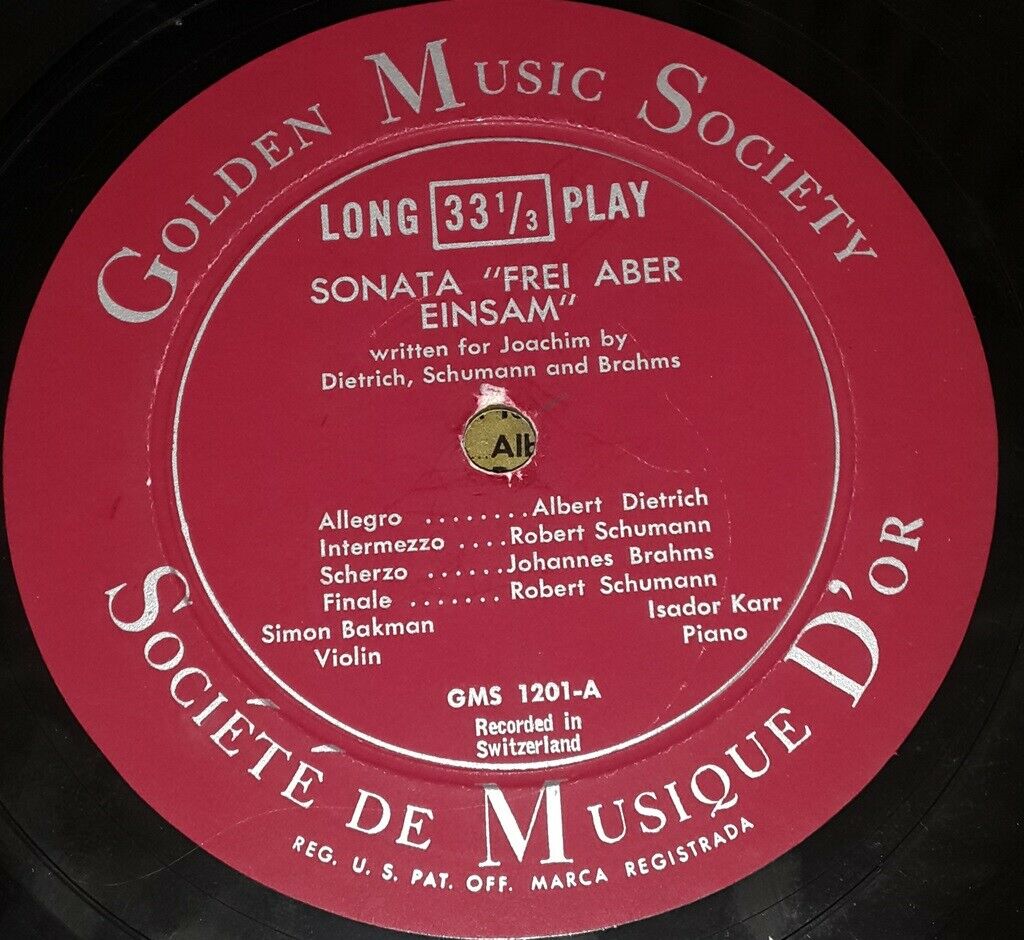 GOLDEN MUSIC SOCIETY
LONG 33 1/3 PLAY
SONATA "FREI ABER
EINSAM"
written for Joachim by
Dietrich, Schumann and Brahms
Alb
Allegro ........Albert Dietrich
Intermezzo ....Robert Schumann
Scherzo ......Johannes Brahms
Finale .......Robert Schumann
Simon Bakman
Violin
Isador Karr
Piano
GMS 1201-A
Recorded in
Switzerland
SOCIÉTÉ DE MUSIQUE D'OR
REG. U. S. PAT. OFF. MARCA REGISTRADA